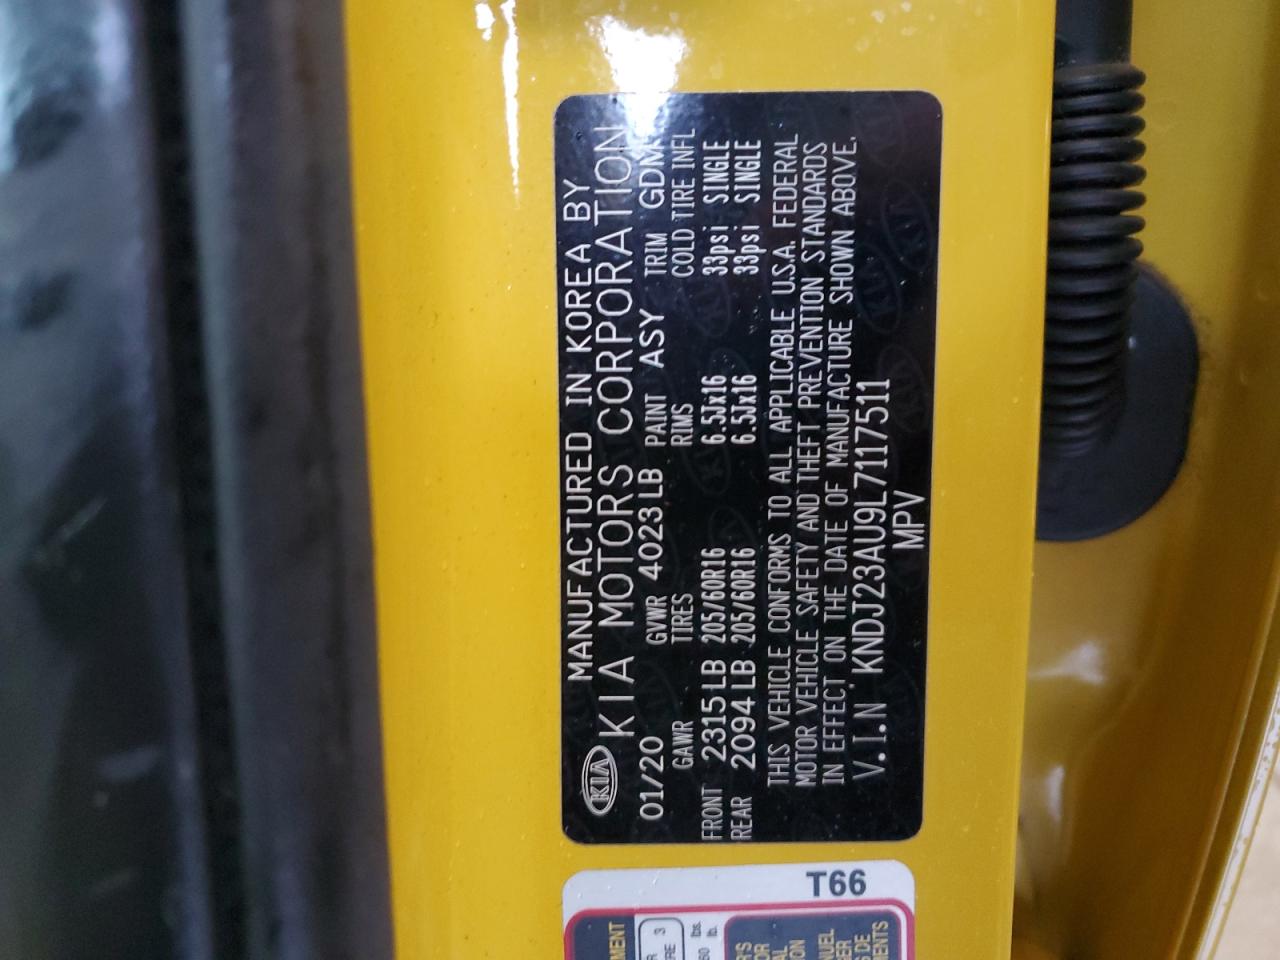 MANUFACTURED IN KOREA BY
KIA KIA MOTORS CORPORATION
01/20 GVWR 4023LB PAINT ASY TRIM GDM
GAWR TIRES RIMS COLD TIRE INFL
FRONT 2315LB 205/60R16 6.5Jx16 33psi SINGLE
REAR 2094LB 205/60R16 6.5Jx16 33psi SINGLE
THIS VEHICLE CONFORMS TO ALL APPLICABLE U.S.A. FEDERAL
MOTOR VEHICLE SAFETY AND THEFT PREVENTION STANDARDS
IN EFFECT ON THE DATE OF MANUFACTURE SHOWN ABOVE.
V.I.N KNDJ23AU9L7117511
MPV
T66